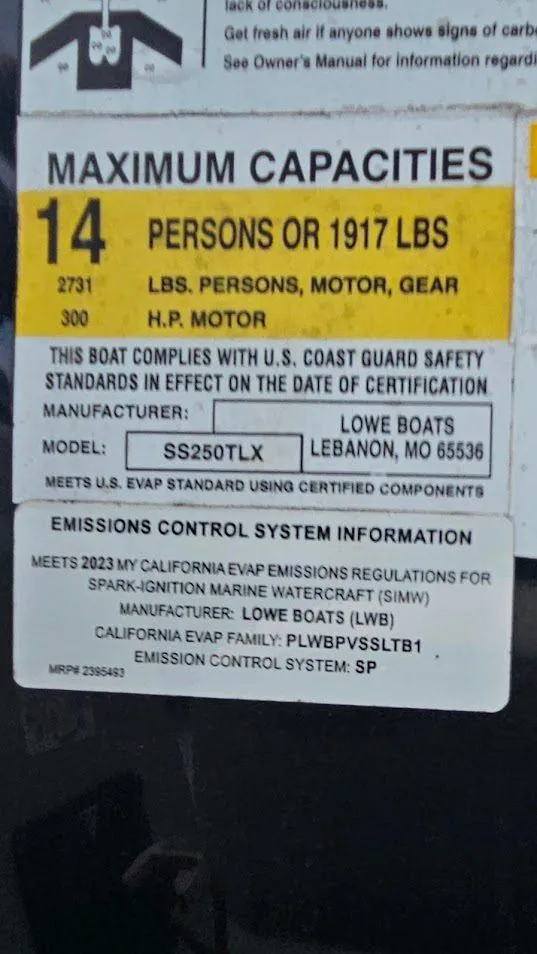 lack of consciousness.
Get fresh air if anyone shows signs of carb
See Owner's Manual for information regardi
MAXIMUM CAPACITIES
14 PERSONS OR 1917 LBS
2731 LBS. PERSONS, MOTOR, GEAR
300 H.P. MOTOR
THIS BOAT COMPLIES WITH U.S. COAST GUARD SAFETY
STANDARDS IN EFFECT ON THE DATE OF CERTIFICATION
MANUFACTURER: LOWE BOATS
MODEL: SS250TLX LEBANON, MO 65536
MEETS U.S. EVAP STANDARD USING CERTIFIED COMPONENTS
EMISSIONS CONTROL SYSTEM INFORMATION
MEETS 2023 MY CALIFORNIA EVAP EMISSIONS REGULATIONS FOR
SPARK-IGNITION MARINE WATERCRAFT (SIMW)
MANUFACTURER: LOWE BOATS (LWB)
CALIFORNIA EVAP FAMILY: PLWBPVSSLTB1
EMISSION CONTROL SYSTEM: SP
MRP# 2395493